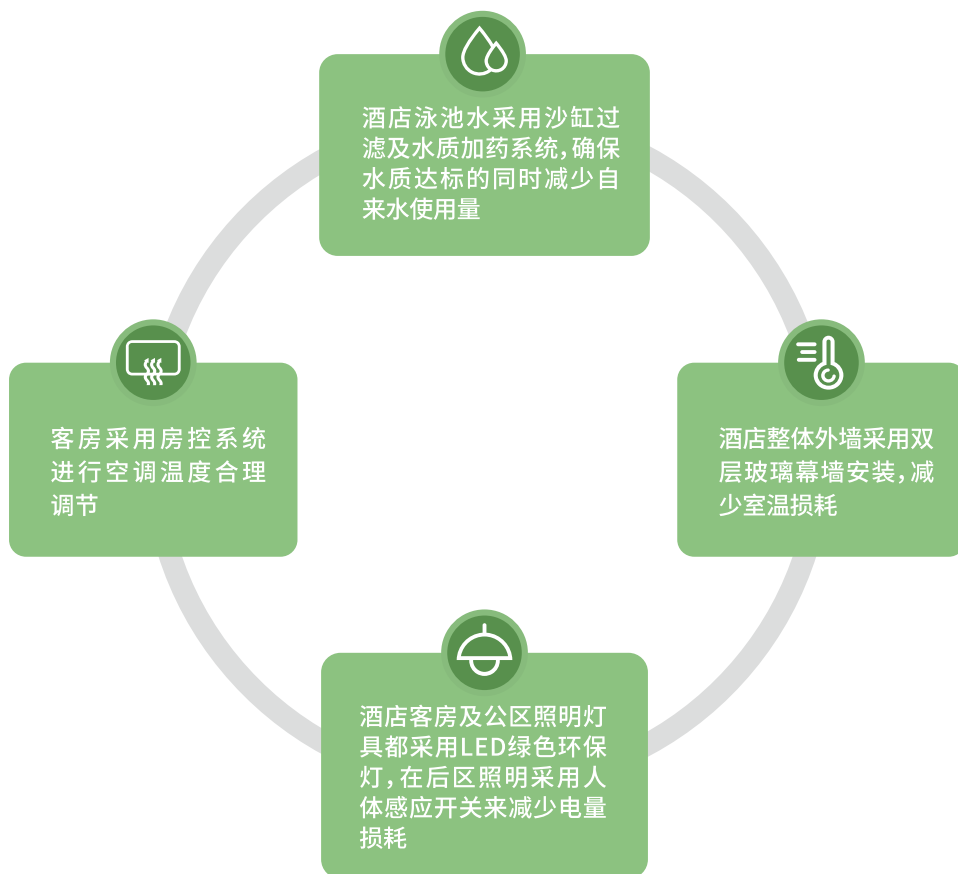 酒店泳池水采用沙缸过
滤及水质加药系统，确保
水质达标的同时减少自
来水使用量
客房采用房控系统
进行空调温度合理
调节
酒店整体外墙采用双
层玻璃幕墙安装，减
少室温损耗
酒店客房及公区照明灯
具都采用LED绿色环保
灯，在后区照明采用人
体感应开关来减少电量
损耗